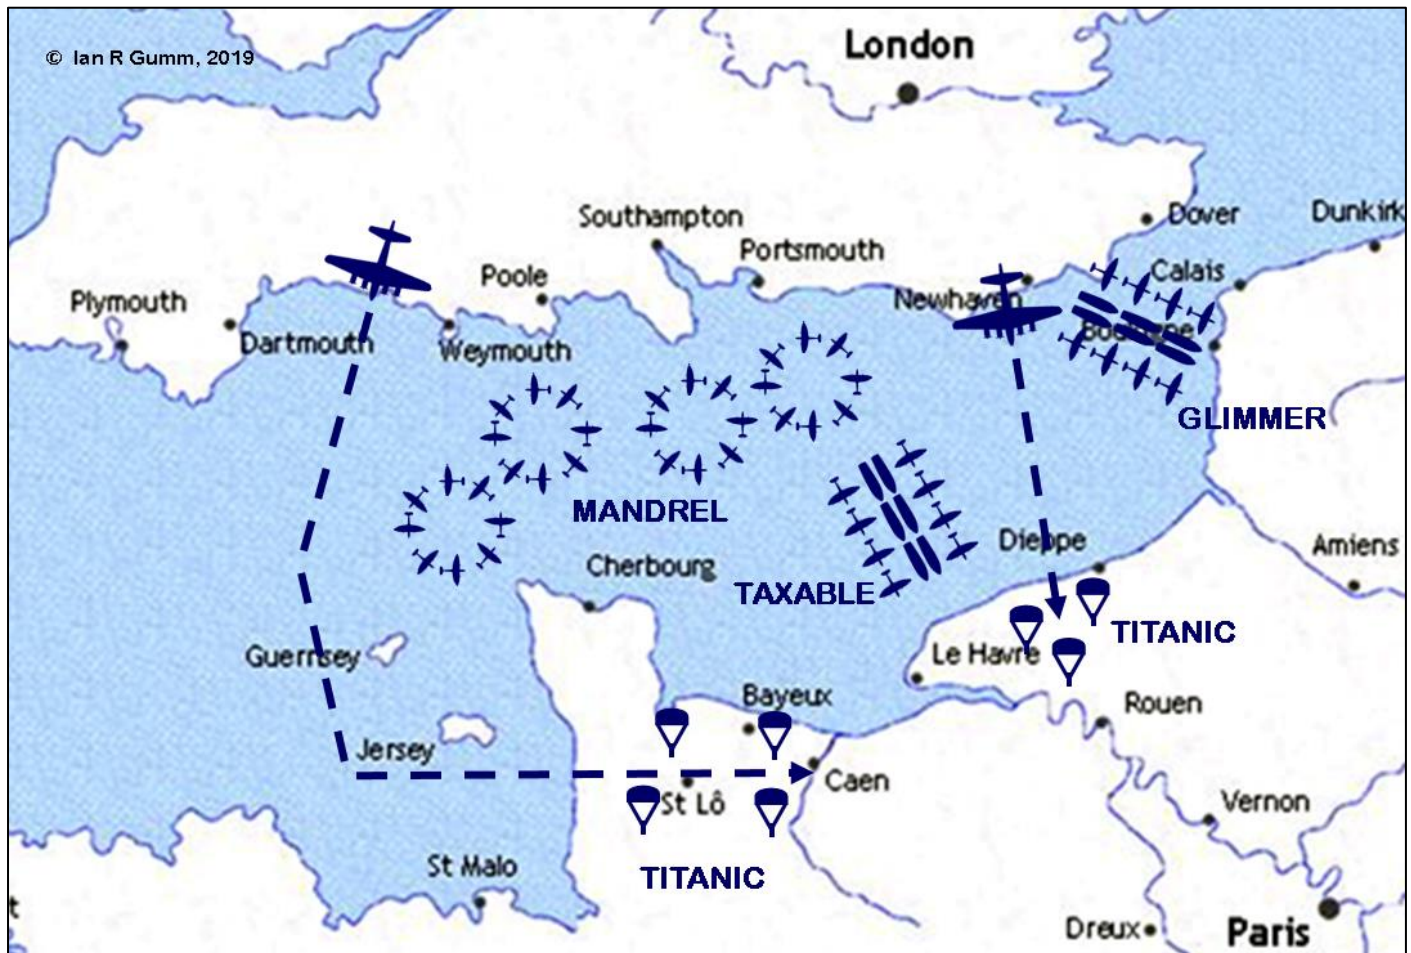 © Ian R Gumm, 2019
London
Southampton
Dover
Dunkirk
Portsmouth
Calais
Poole
Plymouth
Newhaven
Boulogne
Dartmouth
Weymouth
GLIMMER
MANDREL
Dieppe
Amiens
Cherbourg
TAXABLE
TITANIC
Guernsey
Le Havre
Bayeux
Rouen
Jersey
Caen
St Lô
Vernon
St Malo
TITANIC
t
Dreux
Paris